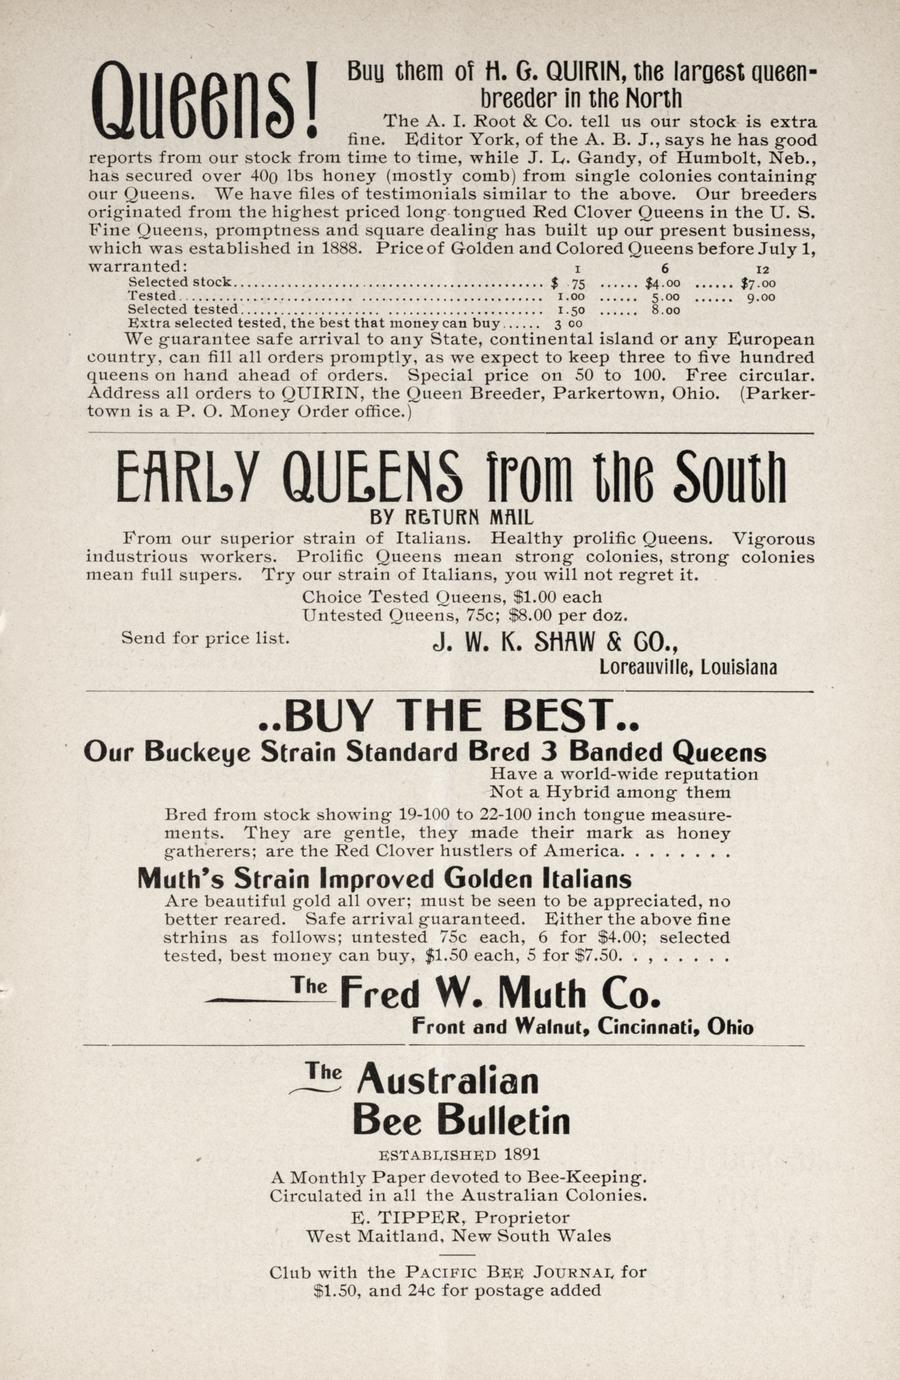 Queens!
Buy them of H. G. QUIRIN, the largest queen-
breeder in the North
The A. I. Root & Co. tell us our stock is extra
fine. Editor York, of the A. B. J., says he has good
reports from our stock from time to time, while J. L. Gandy, of Humbolt, Neb.,
has secured over 400 lbs honey (mostly comb) from single colonies containing
our Queens. We have files of testimonials similar to the above. Our breeders
originated from the highest priced long tongued Red Clover Queens in the U. S.
Fine Queens, promptness and square dealing has built up our present business,
which was established in 1888. Price of Golden and Colored Queens before July 1,
warranted: 1 6 12
Selected stock............................................ $ 75 ...... $4.00 ...... $7.00
Tested......................... .......................... 1.00 ...... 5.00 ...... 9.00
Selected tested.................... ...................... 1.50 ...... 8.00
Extra selected tested, the best that money can buy...... 3 00
We guarantee safe arrival to any State, continental island or any European
country, can fill all orders promptly, as we expect to keep three to five hundred
queens on hand ahead of orders. Special price on 50 to 100. Free circular.
Address all orders to QUIRIN, the Queen Breeder, Parkertown, Ohio. (Parker-
town is a P. O. Money Order office.)
EARLY QUEENS from the South
BY RETURN MAIL
From our superior strain of Italians. Healthy prolific Queens. Vigorous
industrious workers. Prolific Queens mean strong colonies, strong colonies
mean full supers. Try our strain of Italians, you will not regret it.
Choice Tested Queens, $1.00 each
Untested Queens, 75c; $8.00 per doz.
Send for price list. J. W. K. SHAW & CO.,
Loreauville, Louisiana
..BUY THE BEST..
Our Buckeye Strain Standard Bred 3 Banded Queens
Have a world-wide reputation
Not a Hybrid among them
Bred from stock showing 19-100 to 22-100 inch tongue measure-
ments. They are gentle, they made their mark as honey
gatherers; are the Red Clover hustlers of America. . . . . . . .
Muth's Strain Improved Golden Italians
Are beautiful gold all over; must be seen to be appreciated, no
better reared. Safe arrival guaranteed. Either the above fine
strhins as follows; untested 75c each, 6 for $4.00; selected
tested, best money can buy, $1.50 each, 5 for $7.50. . , . . . . .
The Fred W. Muth Co.
Front and Walnut, Cincinnati, Ohio
The Australian
Bee Bulletin
ESTABLISHED 1891
A Monthly Paper devoted to Bee-Keeping.
Circulated in all the Australian Colonies.
E. TIPPER, Proprietor
West Maitland, New South Wales
Club with the PACIFIC BEE JOURNAL for
$1.50, and 24c for postage added